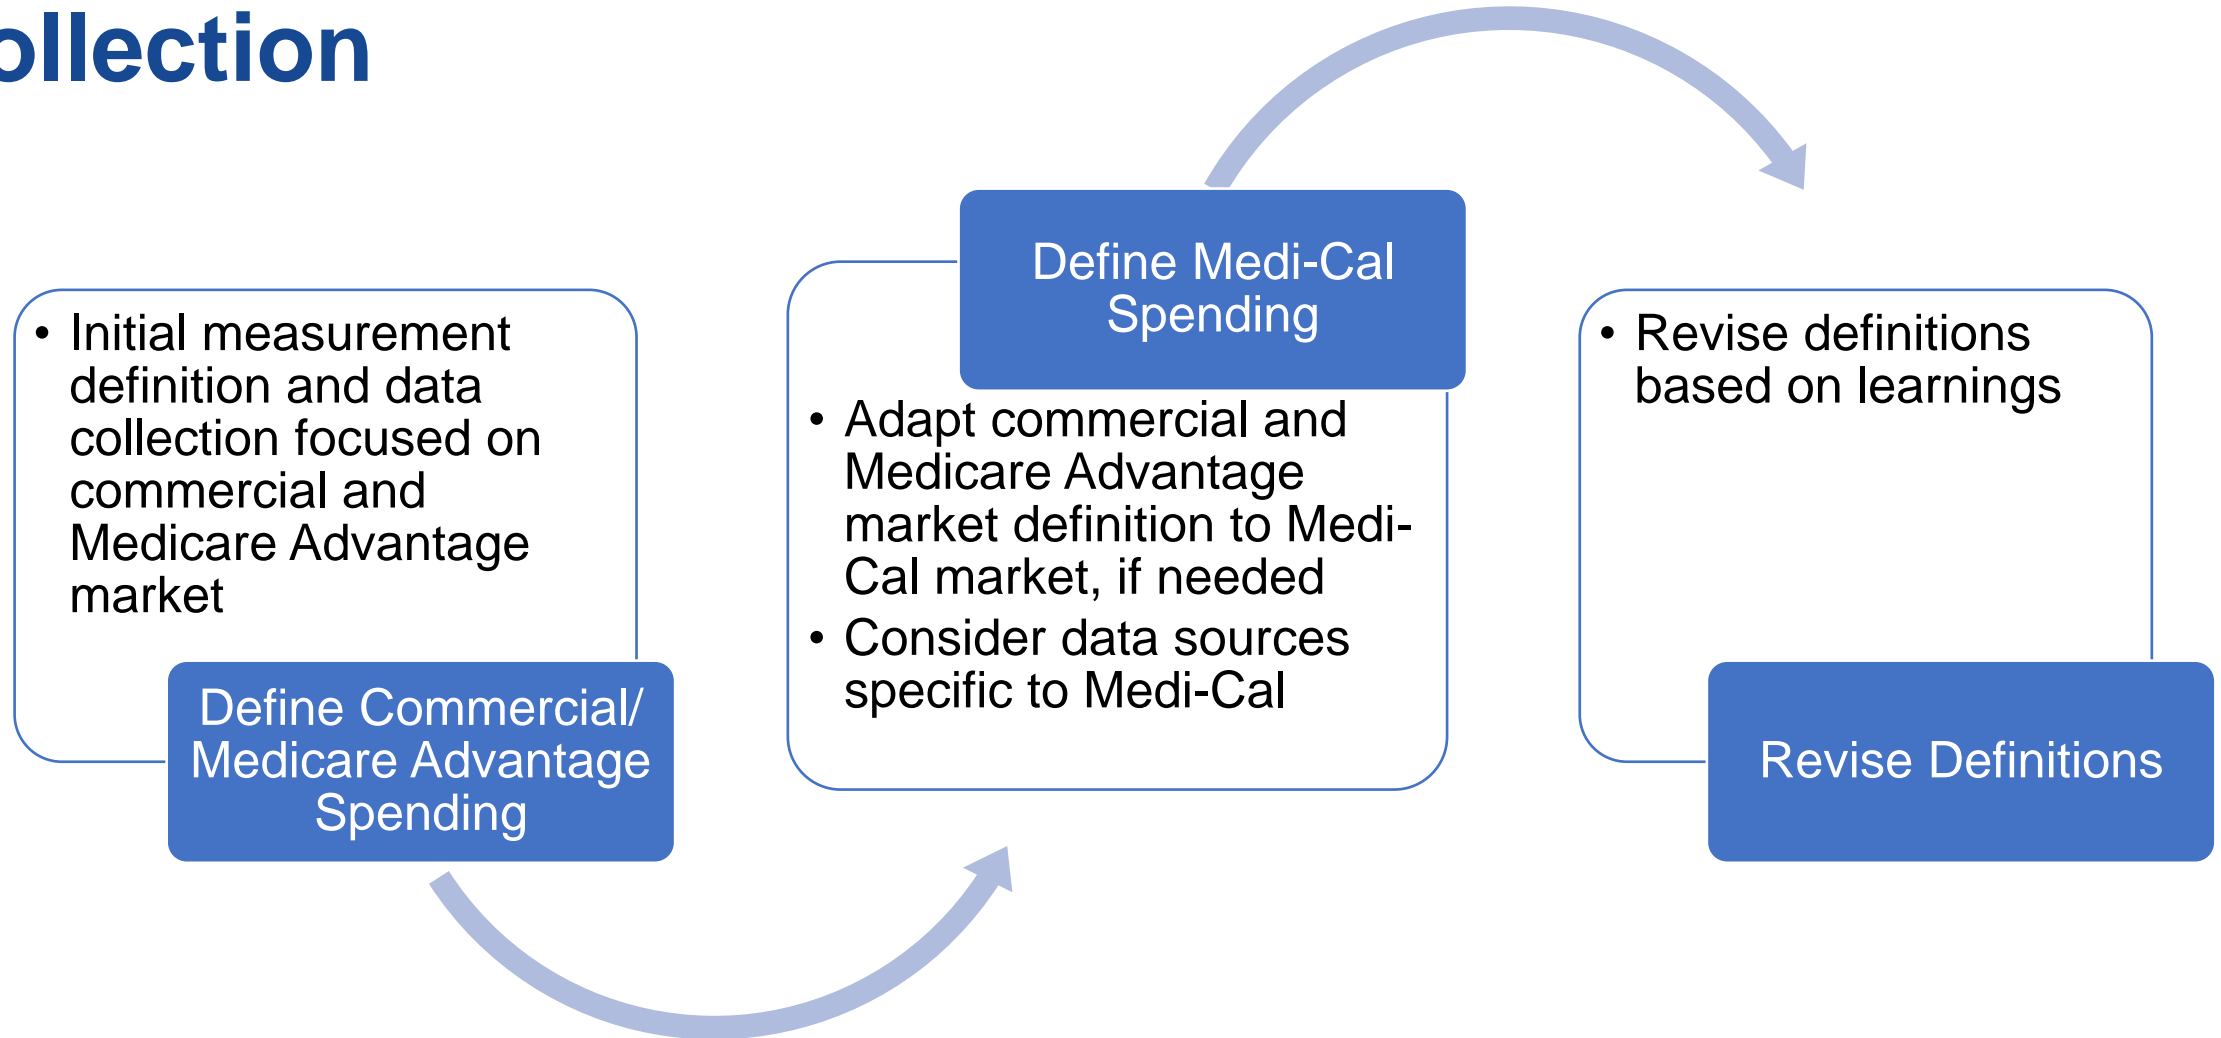 ollection
• Initial measurement
definition and data
collection focused on
commercial and
Medicare Advantage
market
Define Commercial/
Medicare Advantage
Spending
Define Medi-Cal
Spending
• Adapt commercial and
Medicare Advantage
market definition to Medi-
Cal market, if needed
• Consider data sources
specific to Medi-Cal
• Revise definitions
based on learnings
Revise Definitions